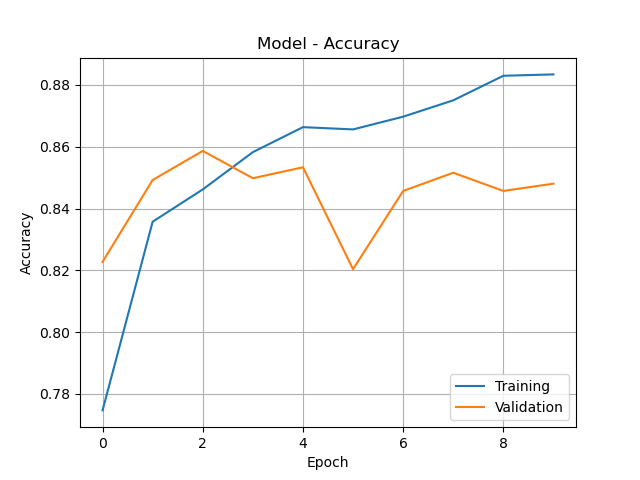 Model - Accuracy
Accuracy
0.88
0.86
0.84
0.82
0.80
0.78
Training
Validation
0 2 4 6 8
Epoch